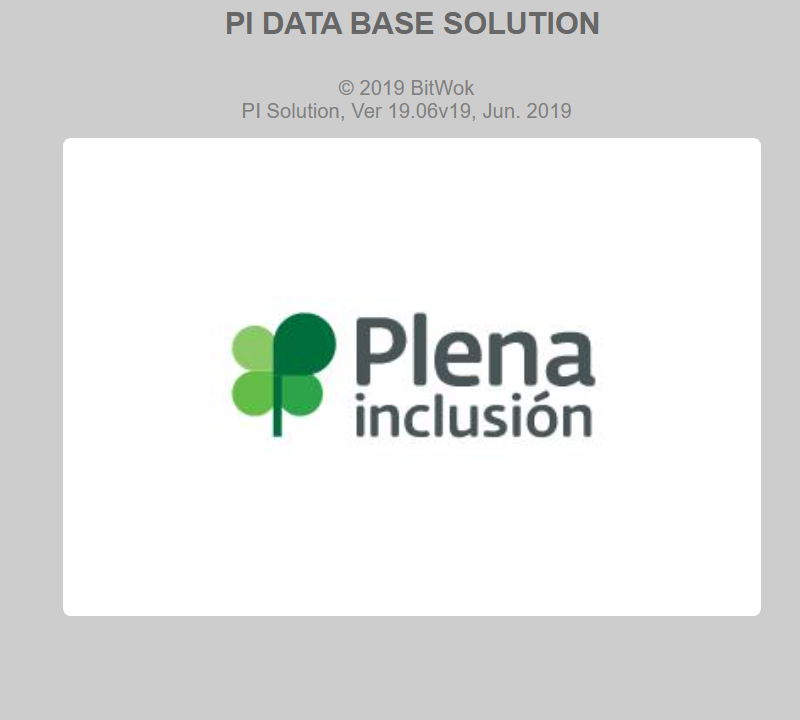 PI DATA BASE SOLUTION
© 2019 BitWok
PI Solution, Ver 19.06v19, Jun. 2019
Plena
inclusión